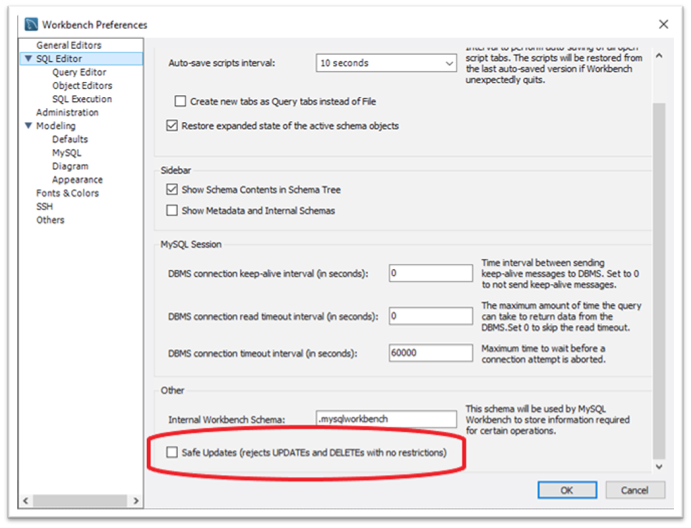 Workbench Preferences
General Editors
SQL Editor
Query Editor
Object Editors
SQL Execution
Administration
Modeling
Defaults
MySQL
Diagram
Appearance
Fonts & Colors
SSH
Others
Auto-save scripts interval:
10 seconds
Interval to perform auto-saving of all open
script tabs. The scripts will be restored from
the last auto-saved version if Workbench
unexpectedly quits.
Create new tabs as Query tabs instead of File
Restore expanded state of the active schema objects
Sidebar
Show Schema Contents in Schema Tree
Show Metadata and Internal Schemas
MySQL Session
DBMS connection keep-alive interval (in seconds):
0
Time interval between sending
keep-alive messages to DBMS. Set to 0
to not send keep-alive messages.
DBMS connection read timeout interval (in seconds):
0
The maximum amount of time the query
can take to return data from the
DBMS.Set 0 to skip the read timeout.
DBMS connection timeout interval (in seconds):
60000
Maximum time to wait before a
connection attempt is aborted.
Other
Internal Workbench Schema:
.mysqlworkbench
This schema will be used by MySQL
Workbench to store information required
for certain operations.
Safe Updates (rejects UPDATEs and DELETEs with no restrictions)
OK
Cancel